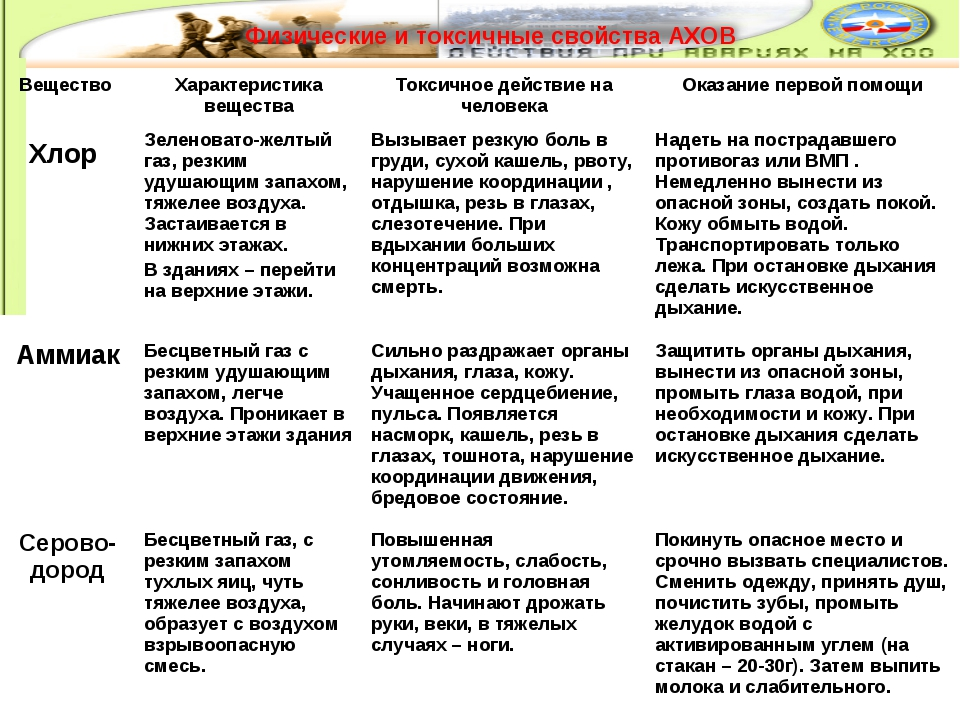 Физические и токсичные свойства АХОВ
ДЕЙСТВИЯ ПРИ АВАРИЯХ НА ХОО
Вещество
Характеристика
вещества
Токсичное действие на
человека
Оказание первой помощи
Хлор
Зеленовато-желтый
газ, резким
удушающим запахом,
тяжелее воздуха.
Застаивается в
нижних этажах.
В зданиях – перейти
на верхние этажи.
Вызывает резкую боль в
груди, сухой кашель, рвоту,
нарушение координации ,
отдышка, резь в глазах,
слезотечение. При
вдыхании больших
концентраций возможна
смерть.
Надеть на пострадавшего
противогаз или ВМП .
Немедленно вынести из
опасной зоны, создать покой.
Кожу обмыть водой.
Транспортировать только
лежа. При остановке дыхания
сделать искусственное
дыхание.
Аммиак
Бесцветный газ с
резким удушающим
запахом, легче
воздуха. Проникает в
верхние этажи здания
Сильно раздражает органы
дыхания, глаза, кожу.
Учащенное сердцебиение,
пульса. Появляется
насморк, кашель, резь в
глазах, тошнота, нарушение
координации движения,
бредовое состояние.
Защитить органы дыхания,
вынести из опасной зоны,
промыть глаза водой, при
необходимости и кожу. При
остановке дыхания сделать
искусственное дыхание.
Серово-
дород
Бесцветный газ, с
резким запахом
тухлых яиц, чуть
тяжелее воздуха,
образует с воздухом
взрывоопасную
смесь.
Повышенная
утомляемость, слабость,
сонливость и головная
боль. Начинают дрожать
руки, веки, в тяжелых
случаях – ноги.
Покинуть опасное место и
срочно вызвать специалистов.
Сменить одежду, принять душ,
почистить зубы, промыть
желудок водой с
активированным углем (на
стакан – 20-30г). Затем выпить
молока и слабительного.